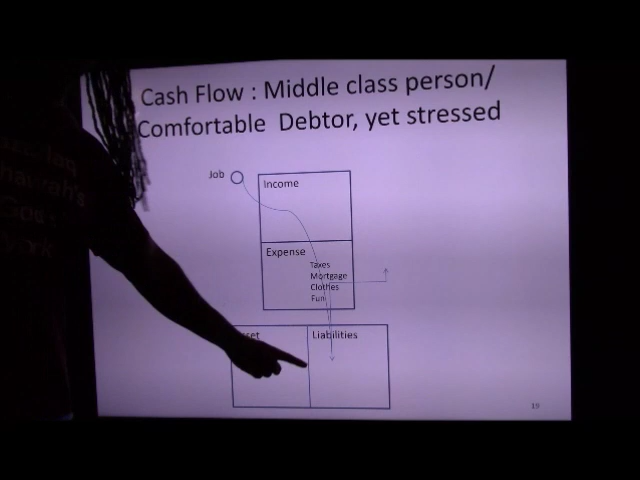 Cash Flow : Middle class person/
Comfortable Debtor, yet stressed
Job
Income
Expense
Taxes
Mortgage
Clothes
Fun
Liabilities
19